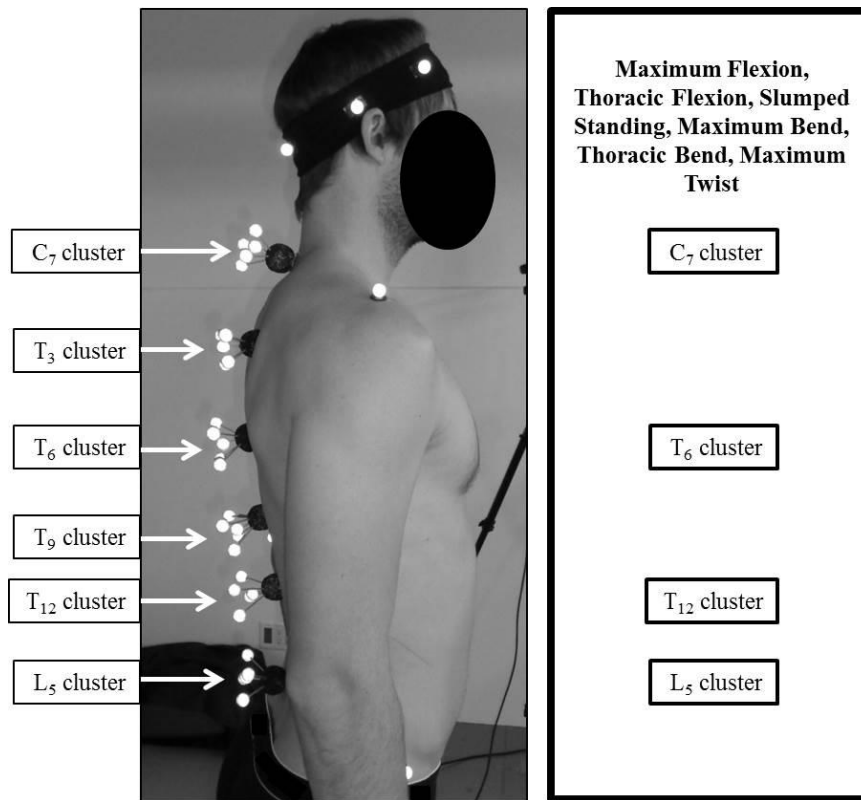 C₇ cluster
T₃ cluster
T₆ cluster
T₉ cluster
T₁₂ cluster
L₅ cluster
Maximum Flexion,
Thoracic Flexion, Slumped
Standing, Maximum Bend,
Thoracic Bend, Maximum
Twist
C₇ cluster
T₆ cluster
T₁₂ cluster
L₅ cluster